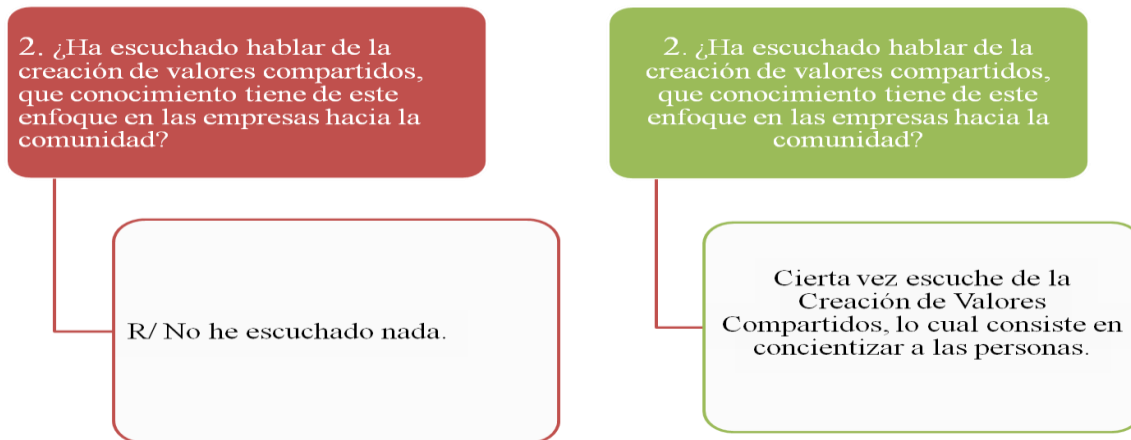 2. ¿Ha escuchado hablar de la
creación de valores compartidos,
que conocimiento tiene de este
enfoque en las empresas hacia la
comunidad?
R/ No he escuchado nada.
2. ¿Ha escuchado hablar de la
creación de valores compartidos,
que conocimiento tiene de este
enfoque en las empresas hacia la
comunidad?
Cierta vez escuche de la
Creación de Valores
Compartidos, lo cual consiste en
concientizar a las personas.